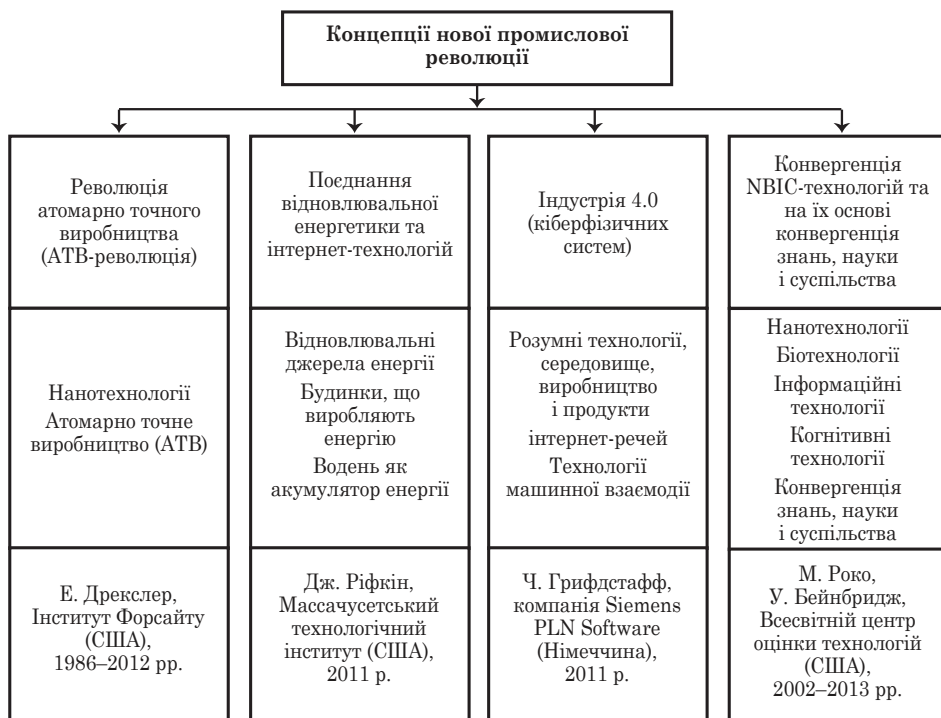 Концепції нової промислової
революції
Революція
атомарно точного
виробництва
(АТВ-революція)
Поєднання
відновлювальної
енергетики та
інтернет-технологій
Індустрія 4.0
(кіберфізичних
систем)
Конвергенція
NBIC-технологій та
на їх основі
конвергенція
знань, науки
і суспільства
Нанотехнології
Атомарно точне
виробництво (АТВ)
Відновлювальні
джерела енергії
Будинки, що
виробляють
енергію
Водень як
акумулятор енергії
Розумні технології,
середовище,
виробництво
і продукти
інтернет-речей
Технології
машинної взаємодії
Нанотехнології
Біотехнології
Інформаційні
технології
Когнітивні
технології
Конвергенція
знань, науки
і суспільства
Е. Дрекслер,
Інститут Форсайту
(США),
1986–2012 рр.
Дж. Ріфкін,
Массачусетський
технологічний
інститут (США),
2011 р.
Ч. Грифдстафф,
компанія Siemens
PLN Software
(Німеччина),
2011 р.
М. Роко,
У. Бейнбридж,
Всесвітній центр
оцінки технологій
(США),
2002–2013 рр.